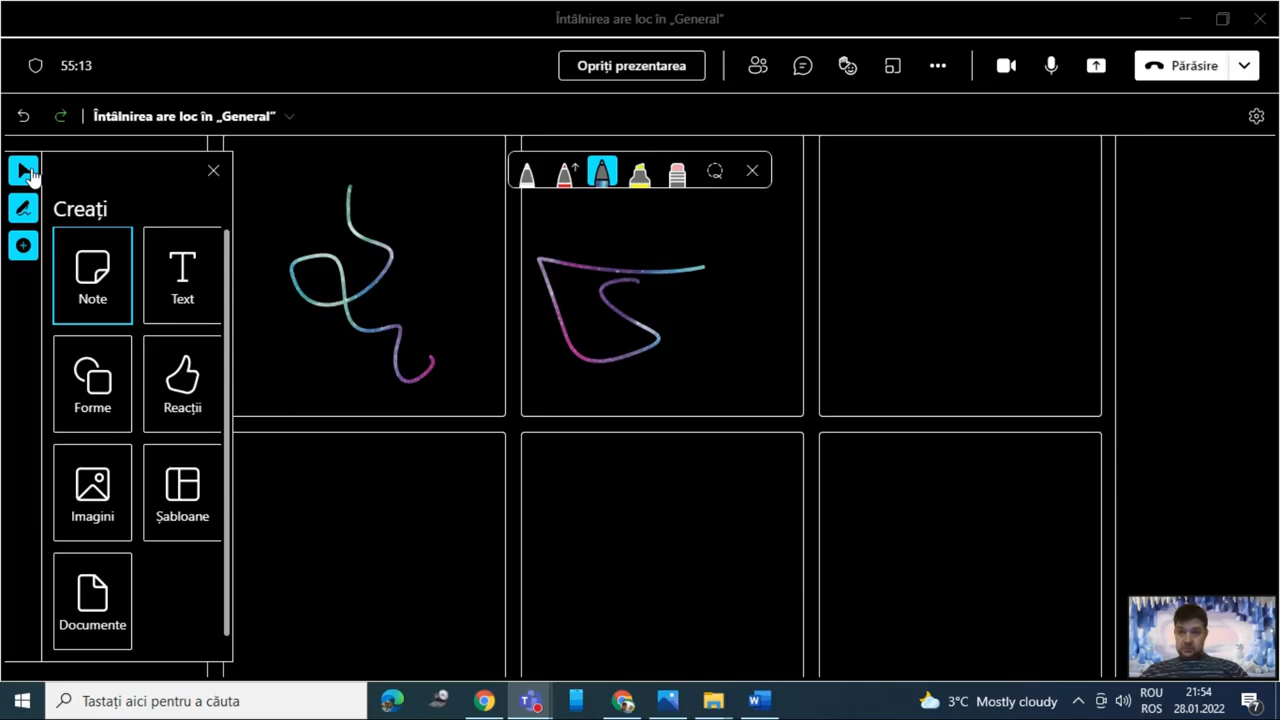 Întâlnirea are loc în „General”
55:13
Opriți prezentarea
Părăsire
Întâlnirea are loc în „General”
Creați
Note
Text
Forme
Reacții
Imagini
Șabloane
Documente
Tastați aici pentru a căuta
3°C Mostly cloudy
ROU
ROS
21:54
28.01.2022
7